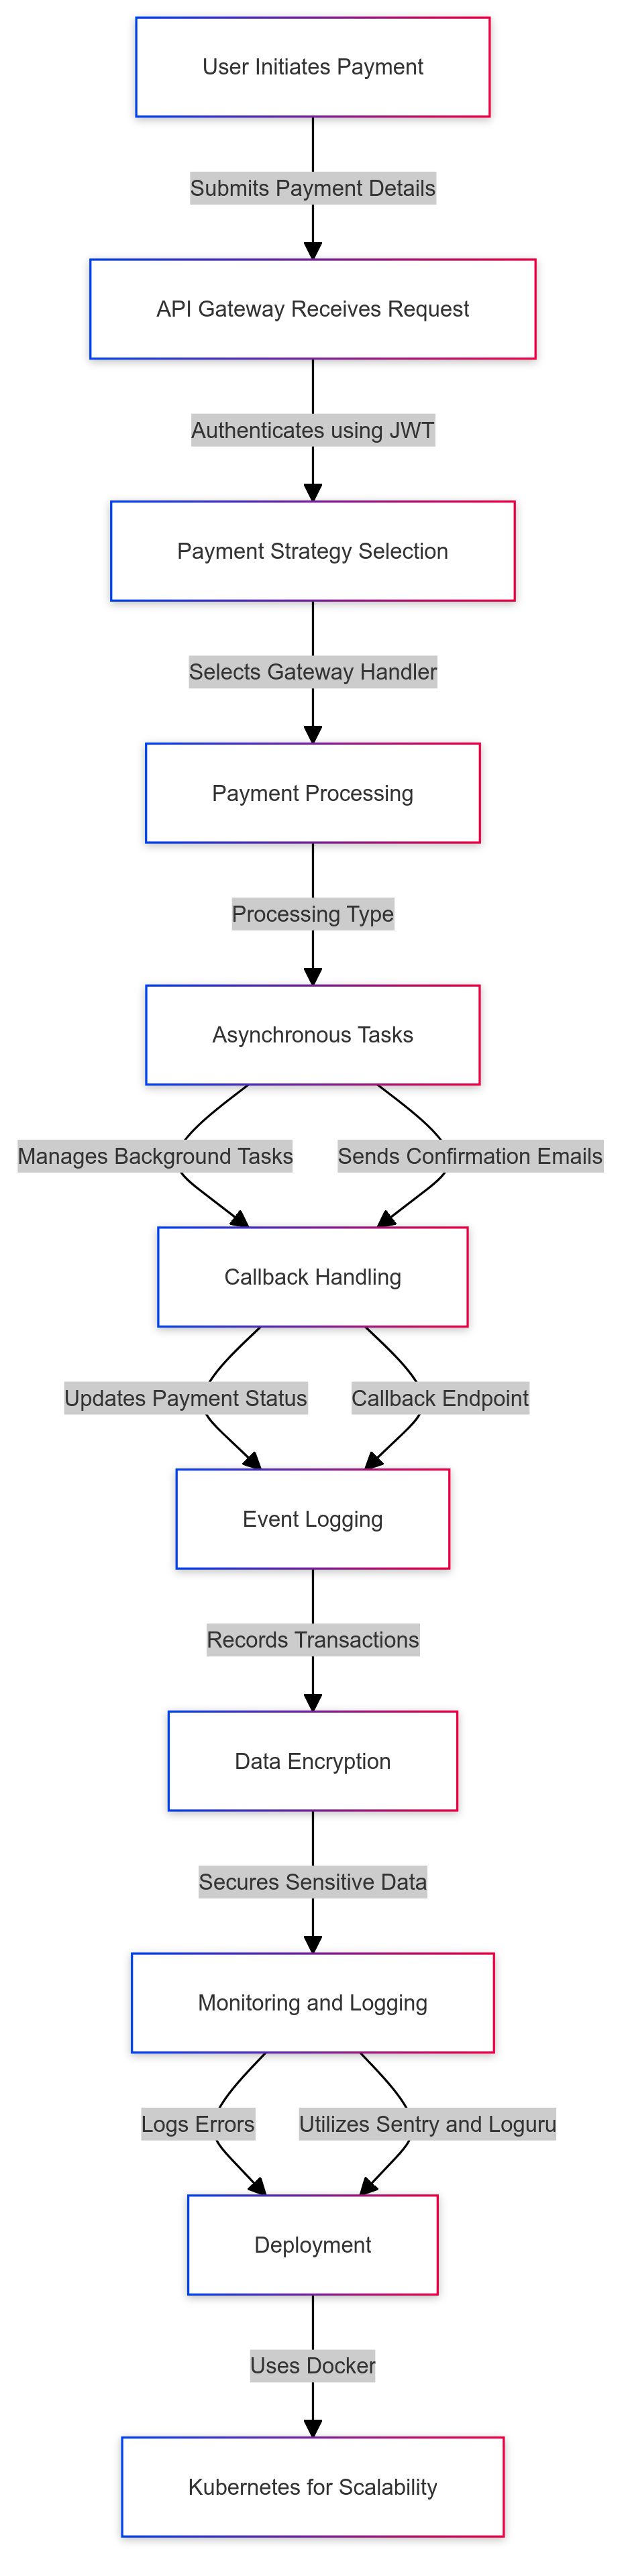 User Initiates Payment
Submits Payment Details
API Gateway Receives Request
Authenticates using JWT
Payment Strategy Selection
Selects Gateway Handler
Payment Processing
Processing Type
Asynchronous Tasks
Manages Background Tasks
Sends Confirmation Emails
Callback Handling
Updates Payment Status
Callback Endpoint
Event Logging
Records Transactions
Data Encryption
Secures Sensitive Data
Monitoring and Logging
Logs Errors
Utilizes Sentry and Loguru
Deployment
Uses Docker
Kubernetes for Scalability